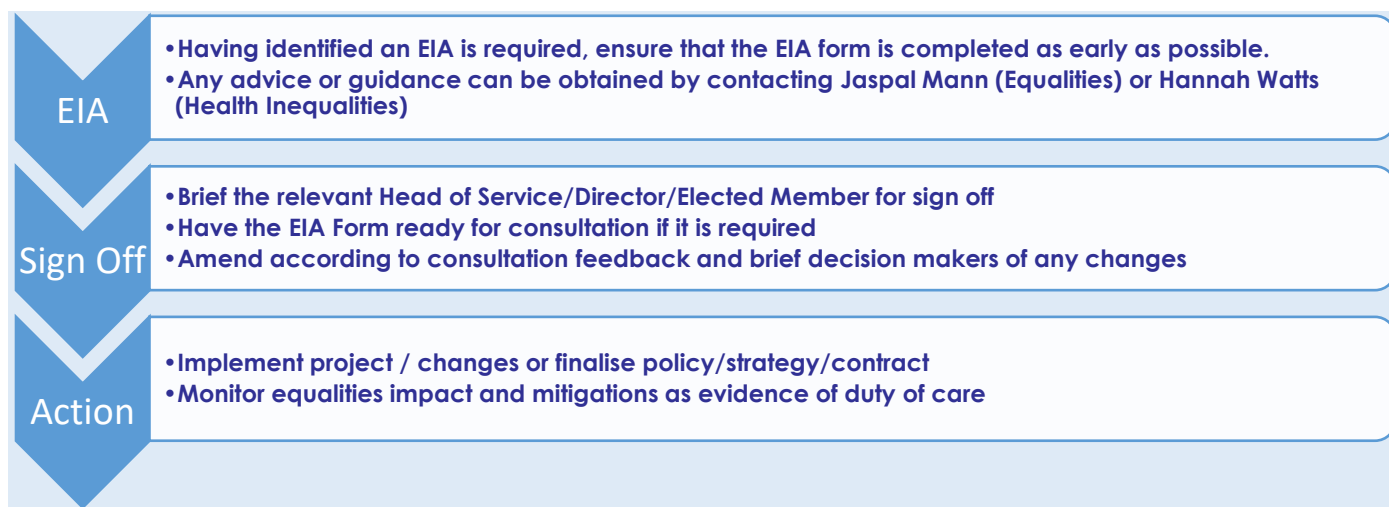 EIA
•Having identified an EIA is required, ensure that the EIA form is completed as early as possible.
•Any advice or guidance can be obtained by contacting Jaspal Mann (Equalities) or Hannah Watts
(Health Inequalities)
Sign Off
•Brief the relevant Head of Service/Director/Elected Member for sign off
•Have the EIA Form ready for consultation if it is required
•Amend according to consultation feedback and brief decision makers of any changes
Action
•Implement project / changes or finalise policy/strategy/contract
•Monitor equalities impact and mitigations as evidence of duty of care